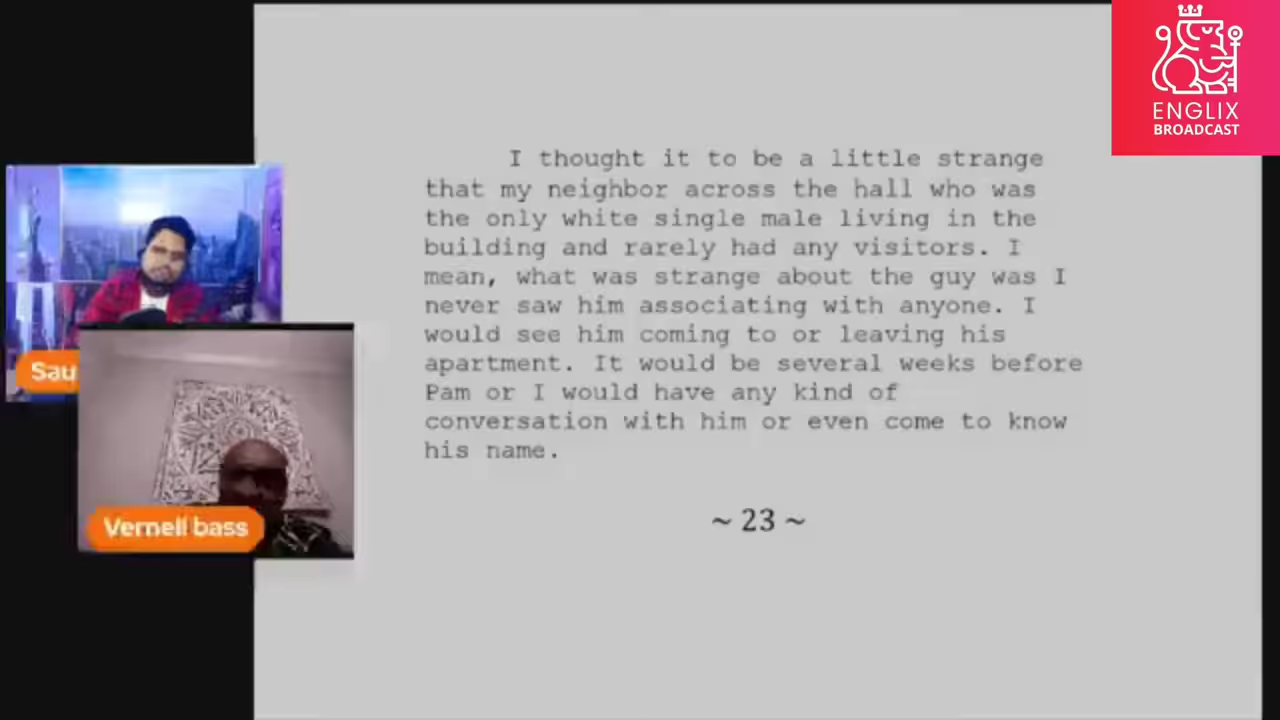 ENGLIX
BROADCAST
I thought it to be a little strange
that my neighbor across the hall who was
the only white single male living in the
building and rarely had any visitors. I
mean, what was strange about the guy was I
never saw him associating with anyone. I
would see him coming to or leaving his
apartment. It would be several weeks before
Pam or I would have any kind of
conversation with him or even come to know
his name.
~ 23 ~
Sau
Vernell bass